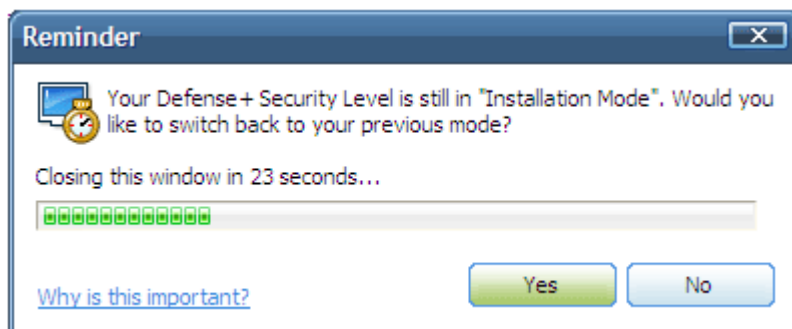 Reminder
Your Defense+ Security Level is still in "Installation Mode". Would you
like to switch back to your previous mode?
Closing this window in 23 seconds...
Why is this important?
Yes
No